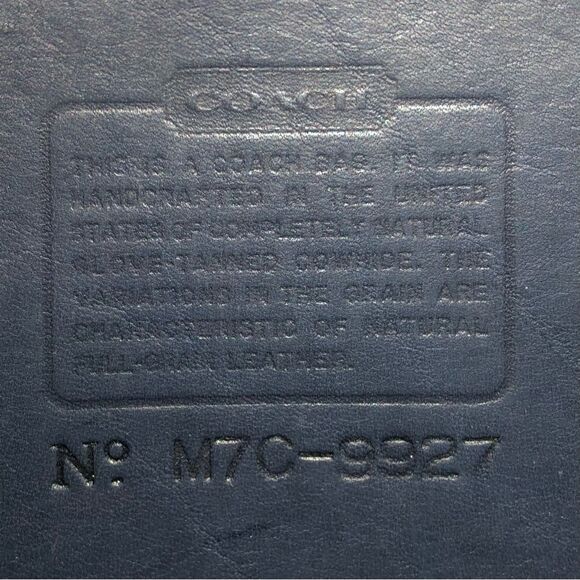 COACH
THIS IS A COACH BAG. IT WAS
HANDCRAFTED IN THE UNITED
STATES OF COMPLETELY NATURAL
GLOVE-TANNED COWHIDE. THE
VARIATIONS IN THE GRAIN ARE
CHARACTERISTIC OF NATURAL
FULL-GRAIN LEATHER.
Nº: M7C-9927